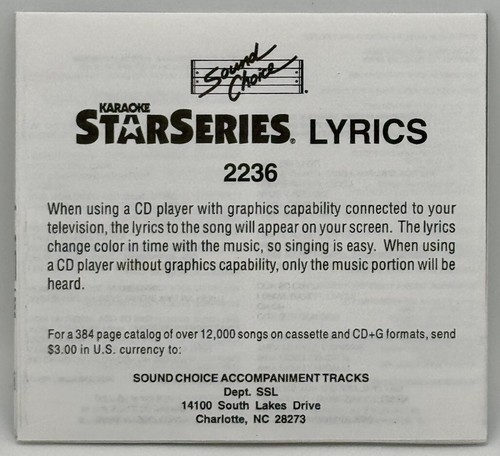 Sound
Choice
KARAOKE
STARSERIES® LYRICS
2236
When using a CD player with graphics capability connected to your
television, the lyrics to the song will appear on your screen. The lyrics
change color in time with the music, so singing is easy. When using
a CD player without graphics capability, only the music portion will be
heard.
For a 384 page catalog of over 12,000 songs on cassette and CD+G formats, send
$3.00 in U.S. currency to:
SOUND CHOICE ACCOMPANIMENT TRACKS
Dept. SSL
14100 South Lakes Drive
Charlotte, NC 28273